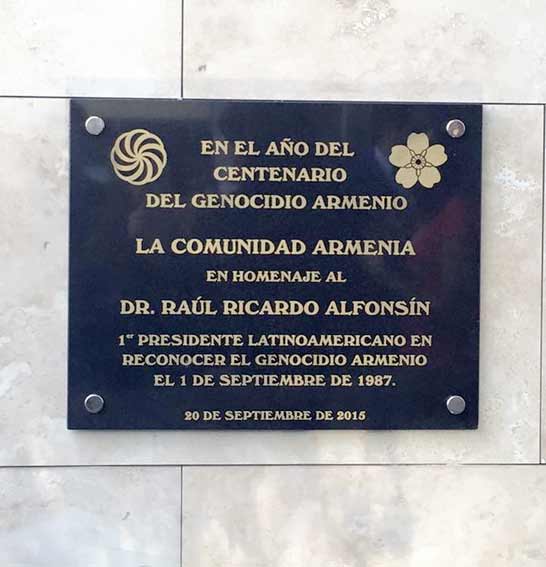 EN EL AÑO DEL
CENTENARIO
DEL GENOCIDIO ARMENIO
LA COMUNIDAD ARMENIA
EN HOMENAJE AL
DR. RAÚL RICARDO ALFONSÍN
1er PRESIDENTE LATINOAMERICANO EN
RECONOCER EL GENOCIDIO ARMENIO
EL 1 DE SEPTIEMBRE DE 1987.
20 DE SEPTIEMBRE DE 2015